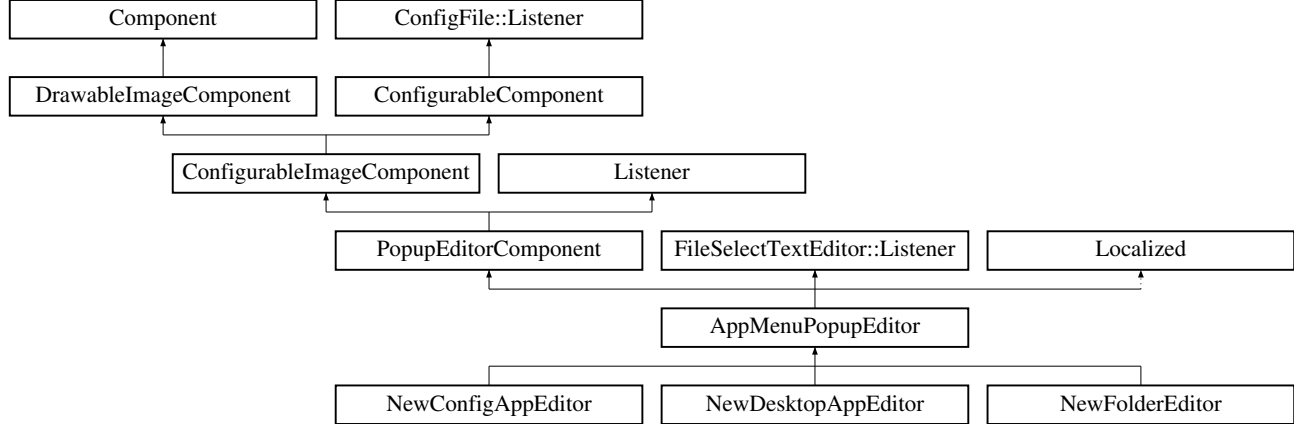 Component
ConfigFile::Listener
DrawableImageComponent
ConfigurableComponent
ConfigurableImageComponent
Listener
PopupEditorComponent
FileSelectTextEditor::Listener
Localized
AppMenuPopupEditor
NewConfigAppEditor
NewDesktopAppEditor
NewFolderEditor